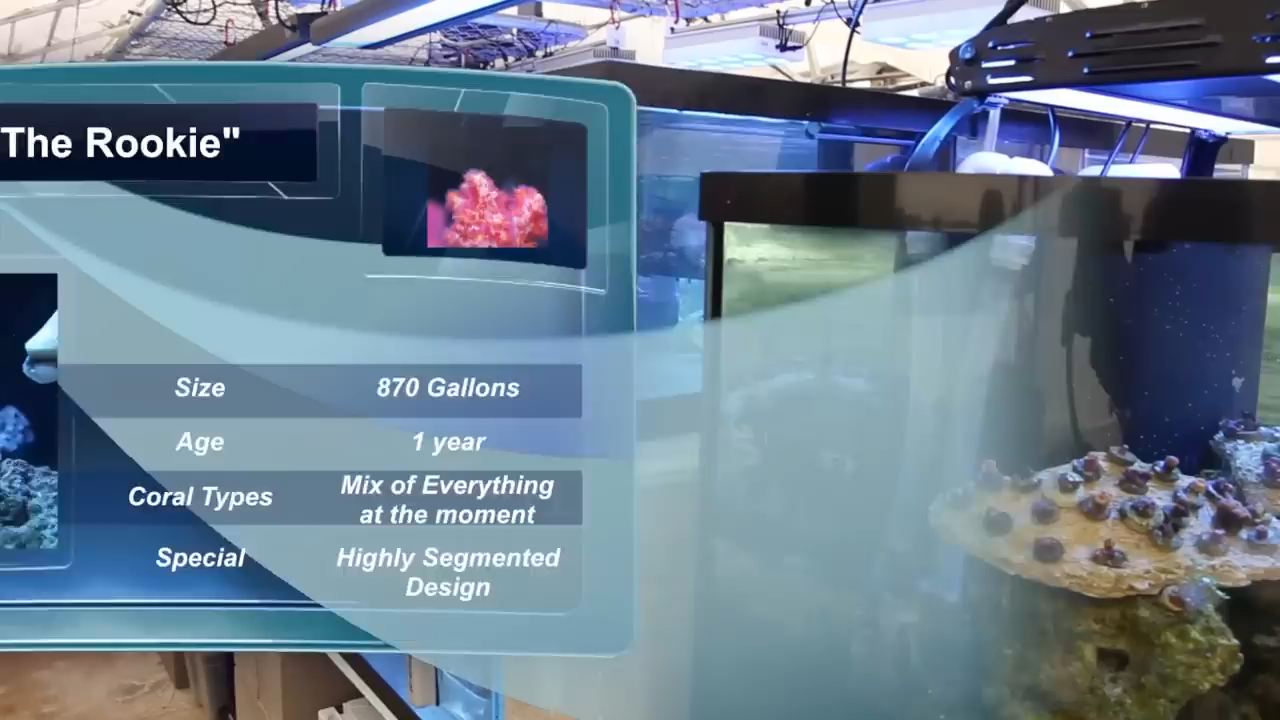 The Rookie"
Size 870 Gallons
Age 1 year
Coral Types Mix of Everything
at the moment
Special Highly Segmented
Design